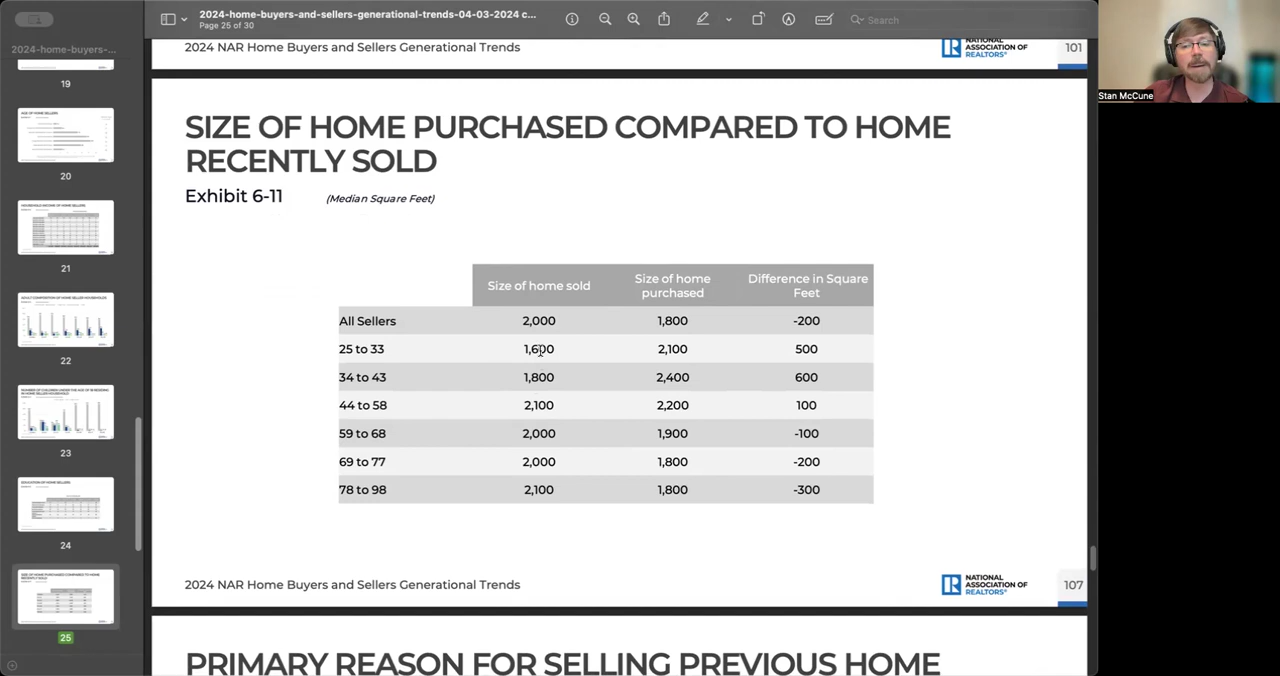 2024-home-buyers-and-sellers-generational-trends-04-03-2024 c...
Page 25 of 30
Search
2024-home-buyers-...
19
20
21
22
23
24
25
2024 NAR Home Buyers and Sellers Generational Trends
NATIONAL
ASSOCIATION OF
REALTORS®
101
SIZE OF HOME PURCHASED COMPARED TO HOME
RECENTLY SOLD
Exhibit 6-11 (Median Square Feet)
Size of home sold Size of home purchased Difference in Square Feet
All Sellers 2,000 1,800 -200
25 to 33 1,600 2,100 500
34 to 43 1,800 2,400 600
44 to 58 2,100 2,200 100
59 to 68 2,000 1,900 -100
69 to 77 2,000 1,800 -200
78 to 98 2,100 1,800 -300
2024 NAR Home Buyers and Sellers Generational Trends
NATIONAL
ASSOCIATION OF
REALTORS®
107
PRIMARY REASON FOR SELLING PREVIOUS HOME
Stan McCune